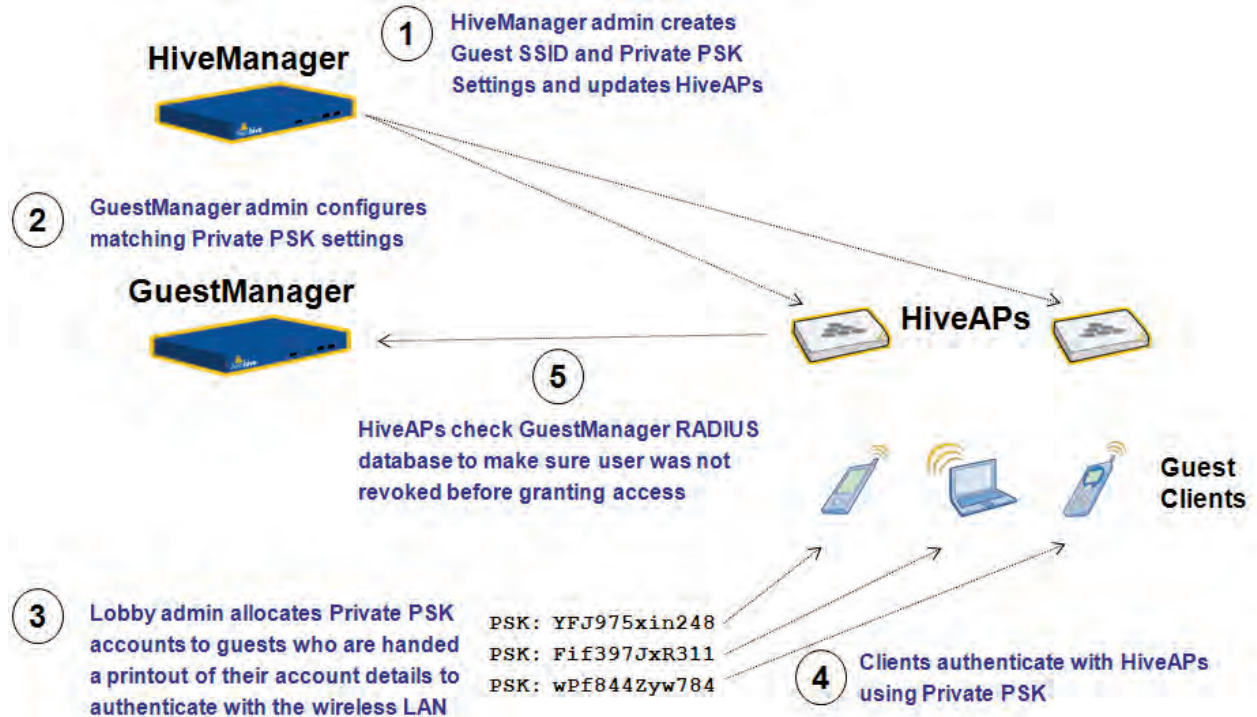 1
HiveManager admin creates
Guest SSID and Private PSK
Settings and updates HiveAPs
HiveManager
2
GuestManager admin configures
matching Private PSK settings
GuestManager
HiveAPs
5
HiveAPs check GuestManager RADIUS
database to make sure user was not
revoked before granting access
Guest
Clients
3
Lobby admin allocates Private PSK
accounts to guests who are handed
a printout of their account details to
authenticate with the wireless LAN
PSK: YFJ975xin248
PSK: Fif397JxR311
PSK: wPf844Zyw784
4
Clients authenticate with HiveAPs
using Private PSK